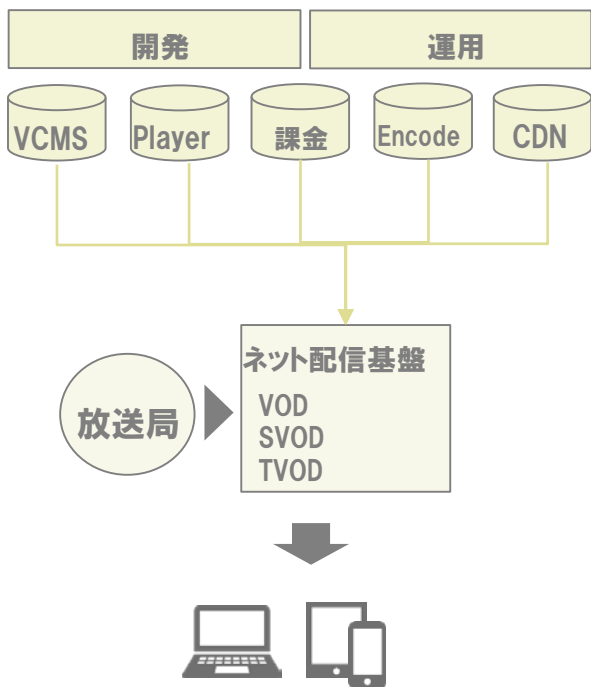 開発
運用
VCMS
Player
課金
Encode
CDN
ネット配信基盤
VOD
SVOD
TVOD
放送局